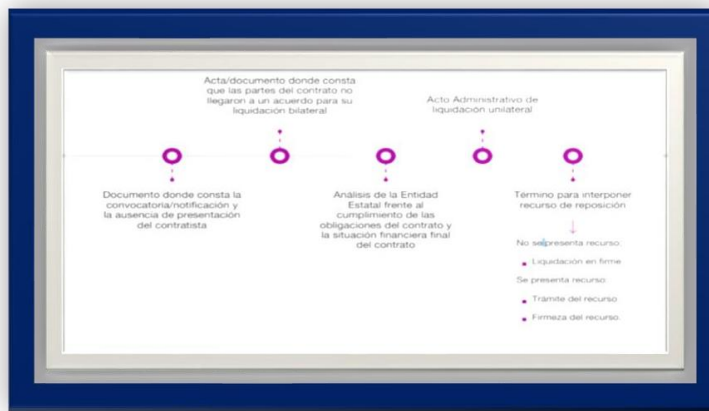 Acta/documento donde consta
que las partes del contrato no
llegaron a un acuerdo para su
liquidación bilateral
Acto Administrativo de
liquidación unilateral
Documento donde consta la
convocatoria/notificación y
la ausencia de presentación
del contratista
Análisis de la Entidad
Estatal frente al
cumplimiento de las
obligaciones del contrato y
la situación financiera final
del contrato
Término para interponer
recurso de reposición
No se presenta recurso
Liquidación en firme
Se presenta recurso
Trámite del recurso
Firmeza del recurso.